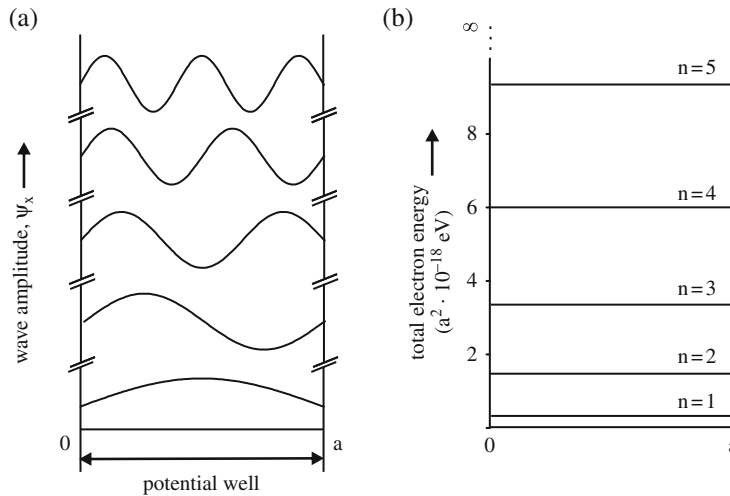 (a)
wave amplitude, ψx
0
a
potential well
(b)
∞
total electron energy
(a² · 10⁻¹⁸ eV)
8
6
4
2
n=5
n=4
n=3
n=2
n=1
0